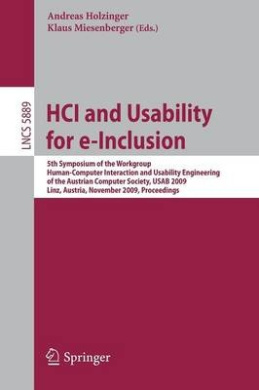 Andreas Holzinger
Klaus Miesenberger (Eds.)
LNCS 5889
HCI and Usability
for e-Inclusion
5th Symposium of the Workgroup
Human-Computer Interaction and Usability Engineering
of the Austrian Computer Society, USAB 2009
Linz, Austria, November 2009, Proceedings
Springer